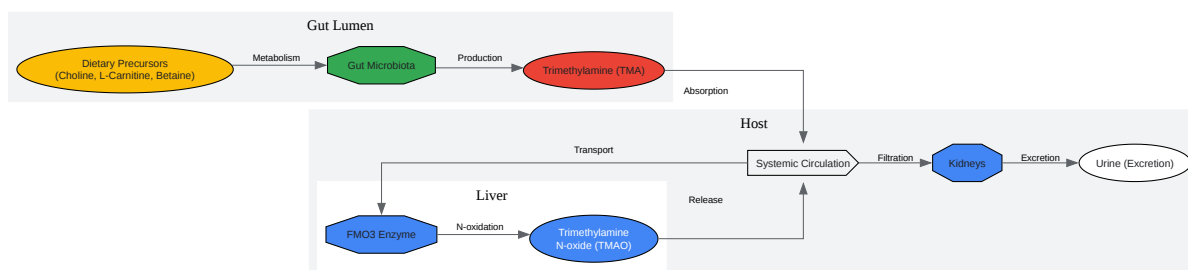 Gut Lumen
Dietary Precursors
(Choline, L-Carnitine, Betaine)
Metabolism
Gut Microbiota
Production
Trimethylamine (TMA)
Absorption
Host
Transport
Systemic Circulation
Filtration
Kidneys
Excretion
Urine (Excretion)
Liver
Release
FMO3 Enzyme
N-oxidation
Trimethylamine
N-oxide (TMAO)